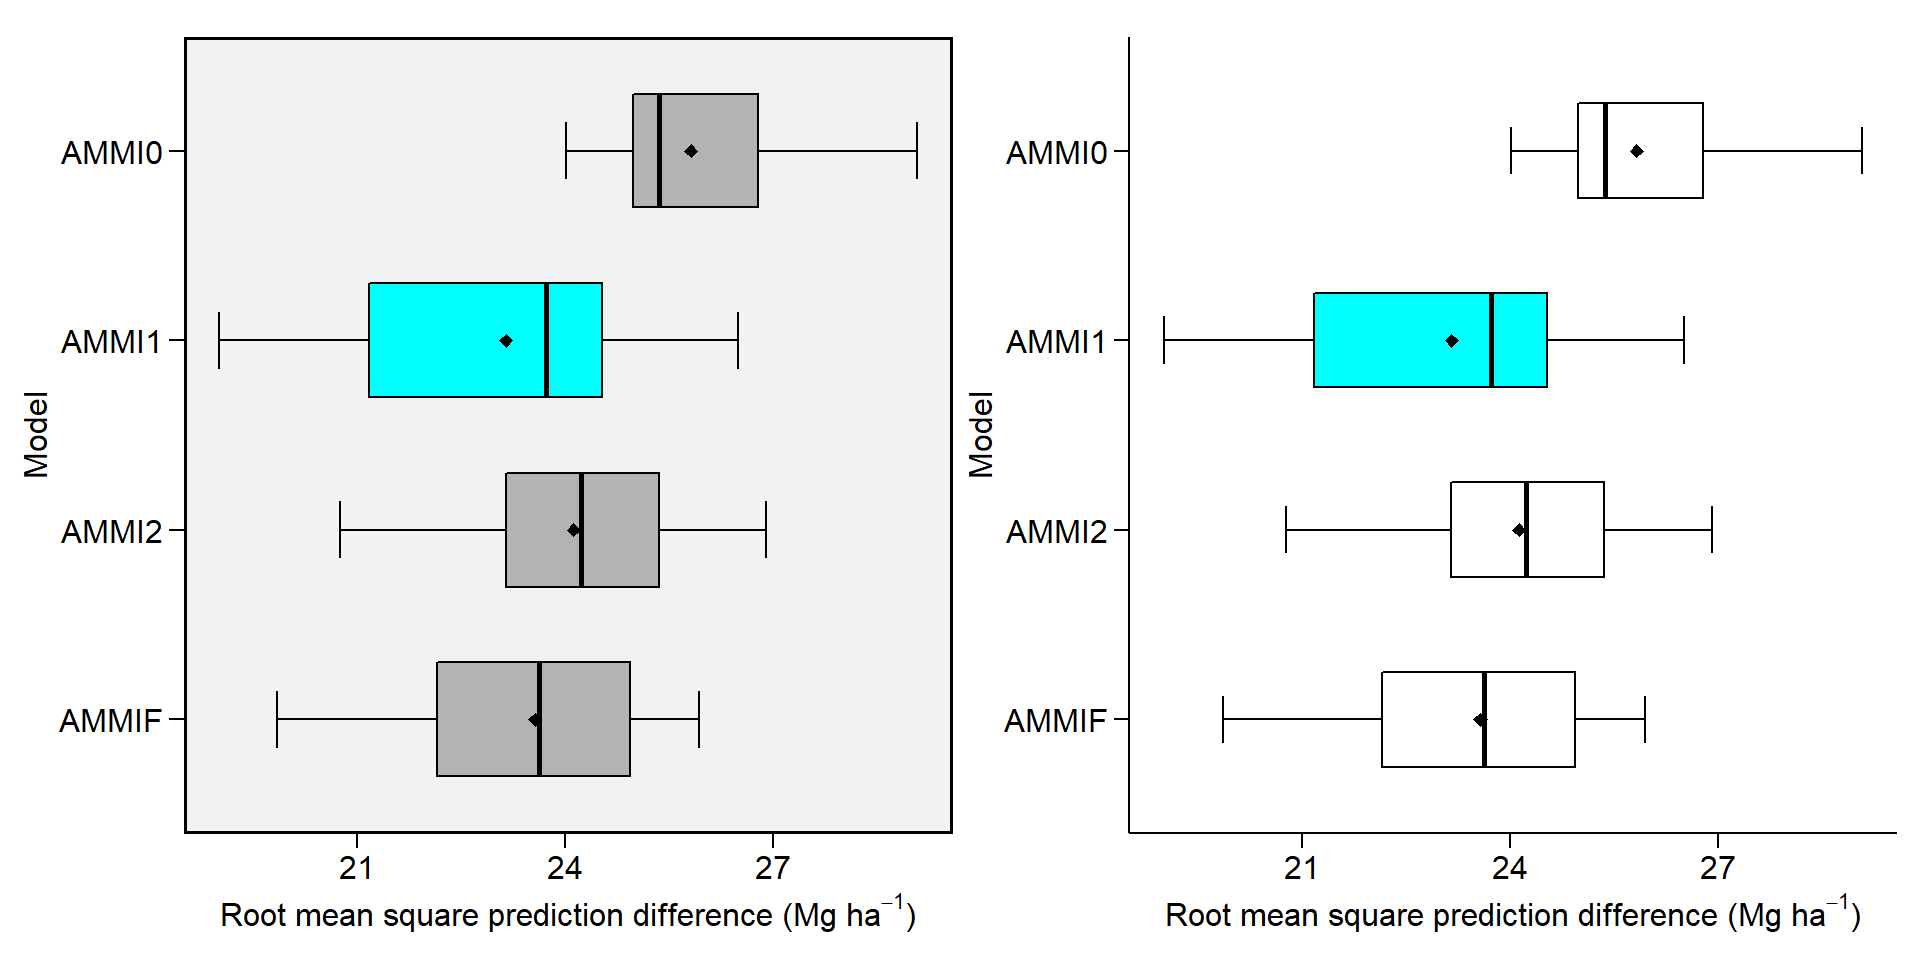 Model
AMMI0
AMMI1
AMMI2
AMMIF
21 24 27
Root mean square prediction difference (Mg ha⁻¹)
Model
AMMI0
AMMI1
AMMI2
AMMIF
21 24 27
Root mean square prediction difference (Mg ha⁻¹)